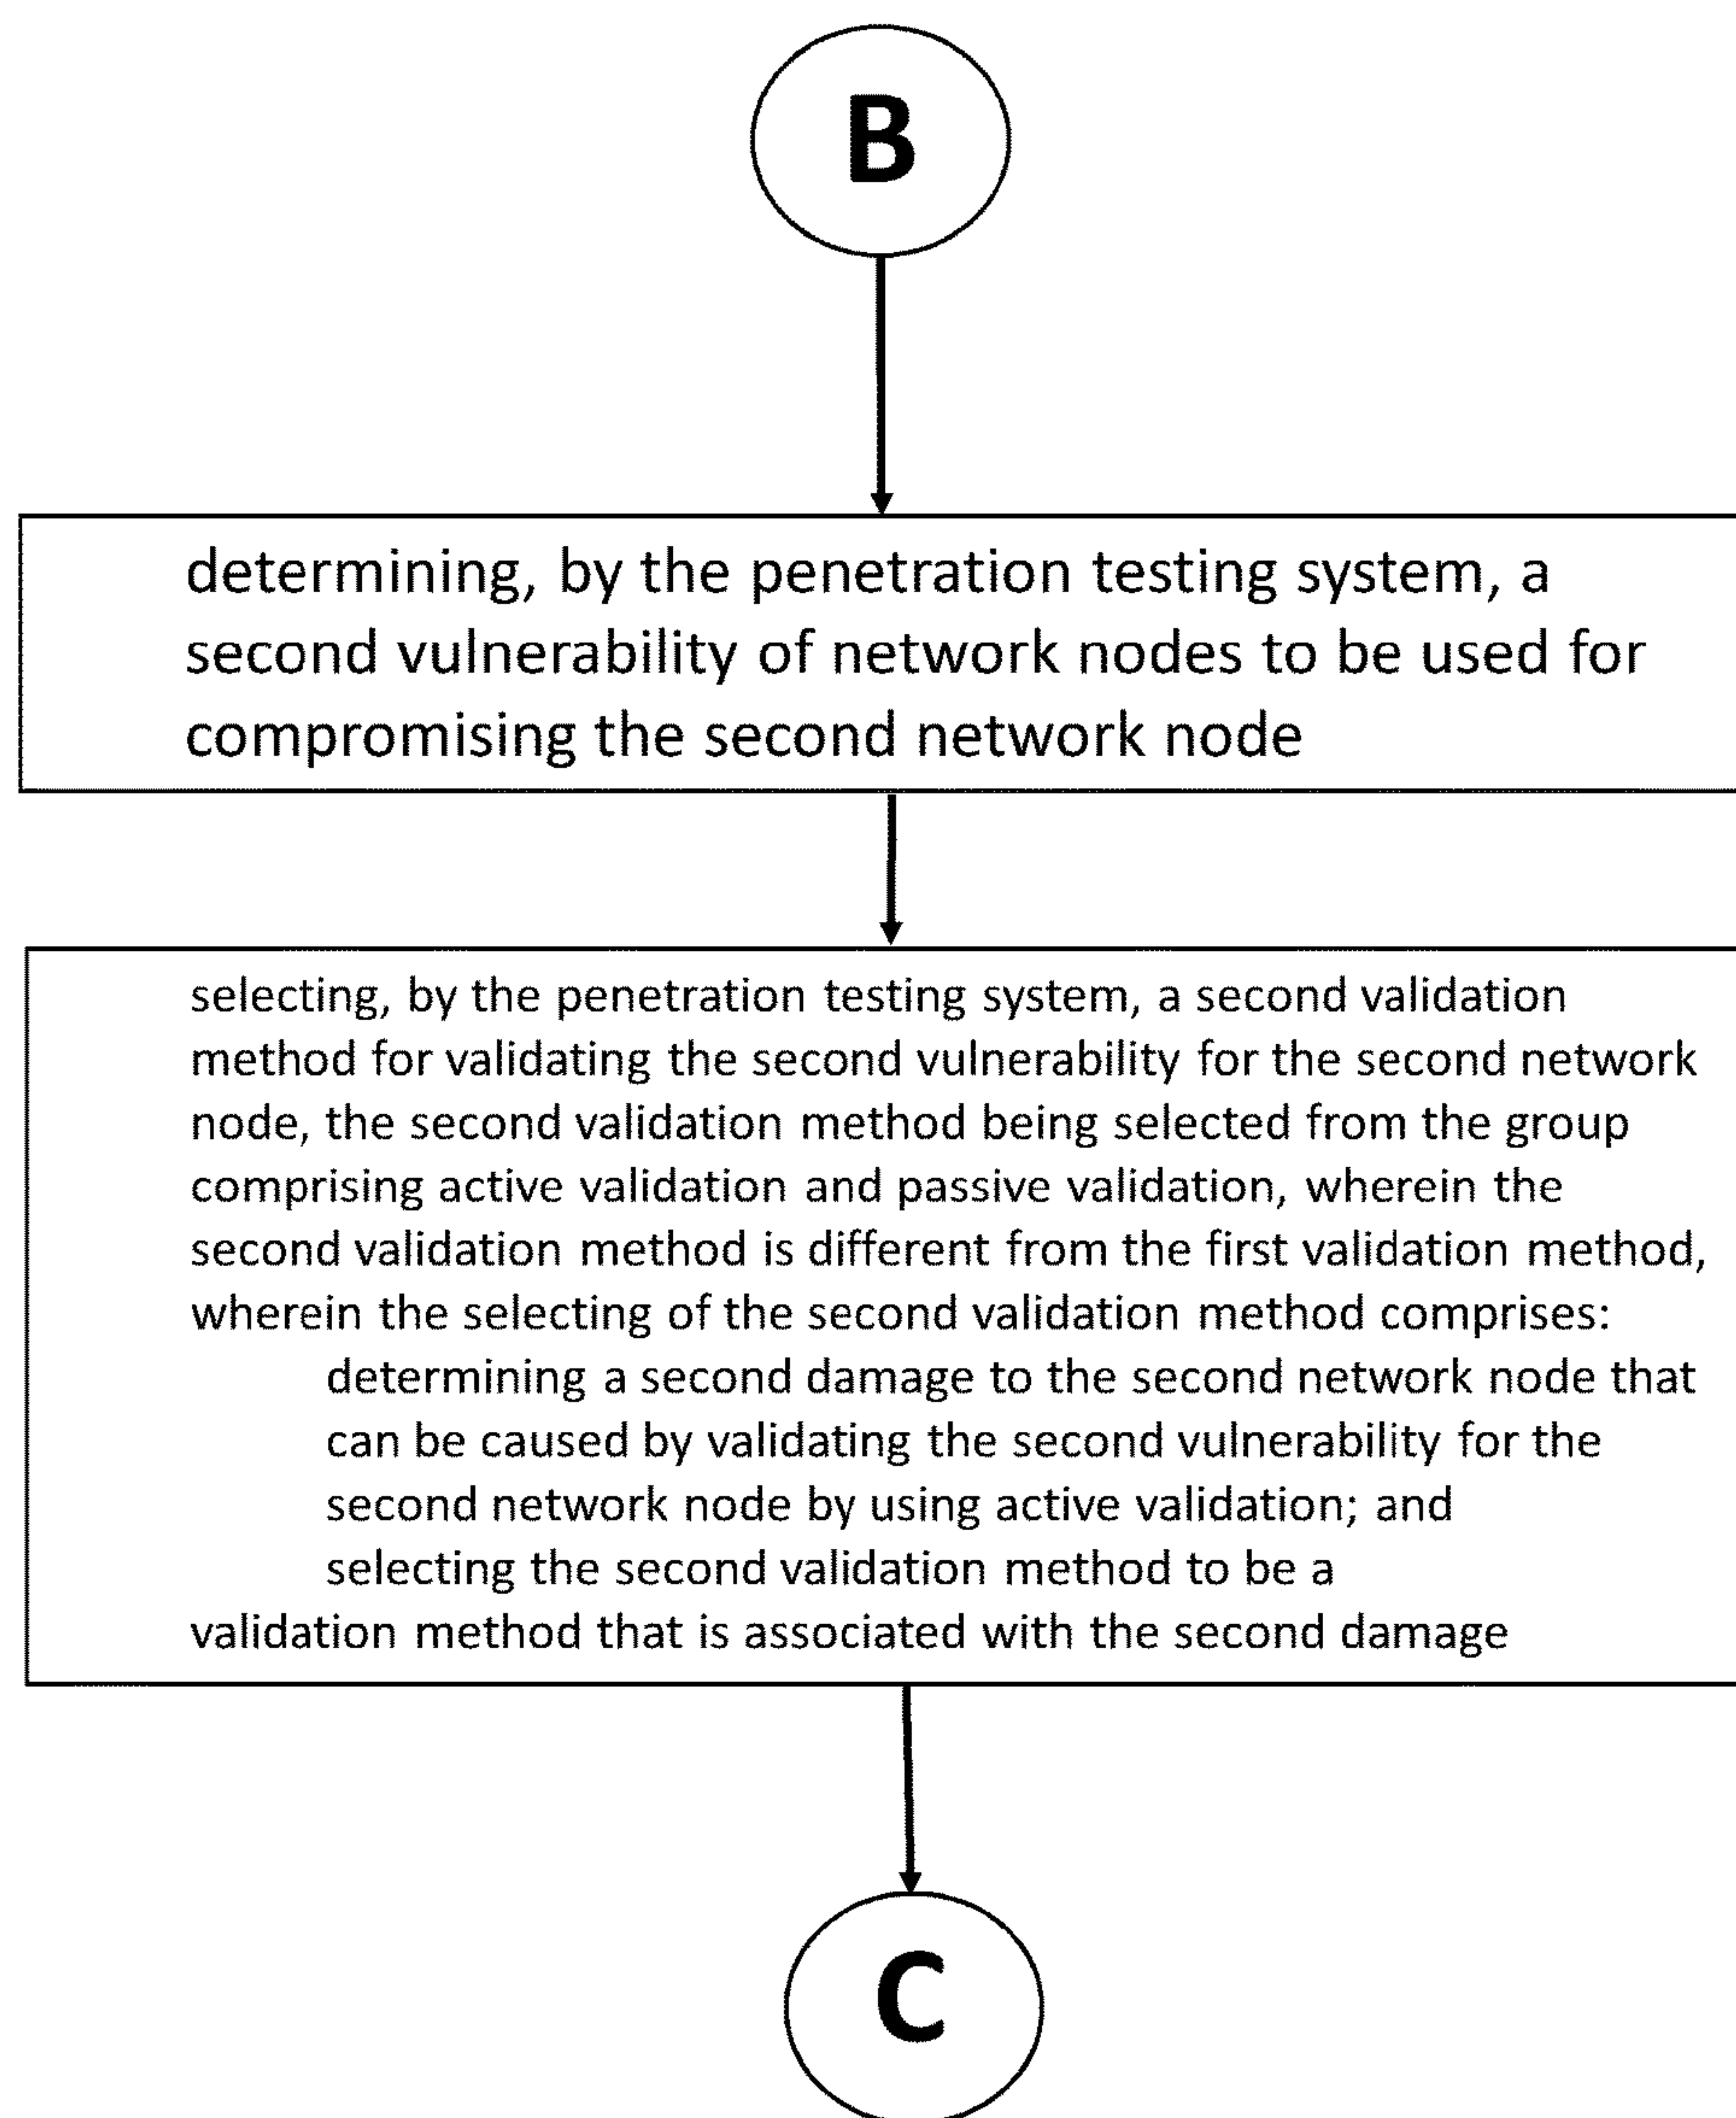 B
determining, by the penetration testing system, a
second vulnerability of network nodes to be used for
compromising the second network node
selecting, by the penetration testing system, a second validation
method for validating the second vulnerability for the second network
node, the second validation method being selected from the group
comprising active validation and passive validation, wherein the
second validation method is different from the first validation method,
wherein the selecting of the second validation method comprises:
determining a second damage to the second network node that
can be caused by validating the second vulnerability for the
second network node by using active validation; and
selecting the second validation method to be a
validation method that is associated with the second damage
C